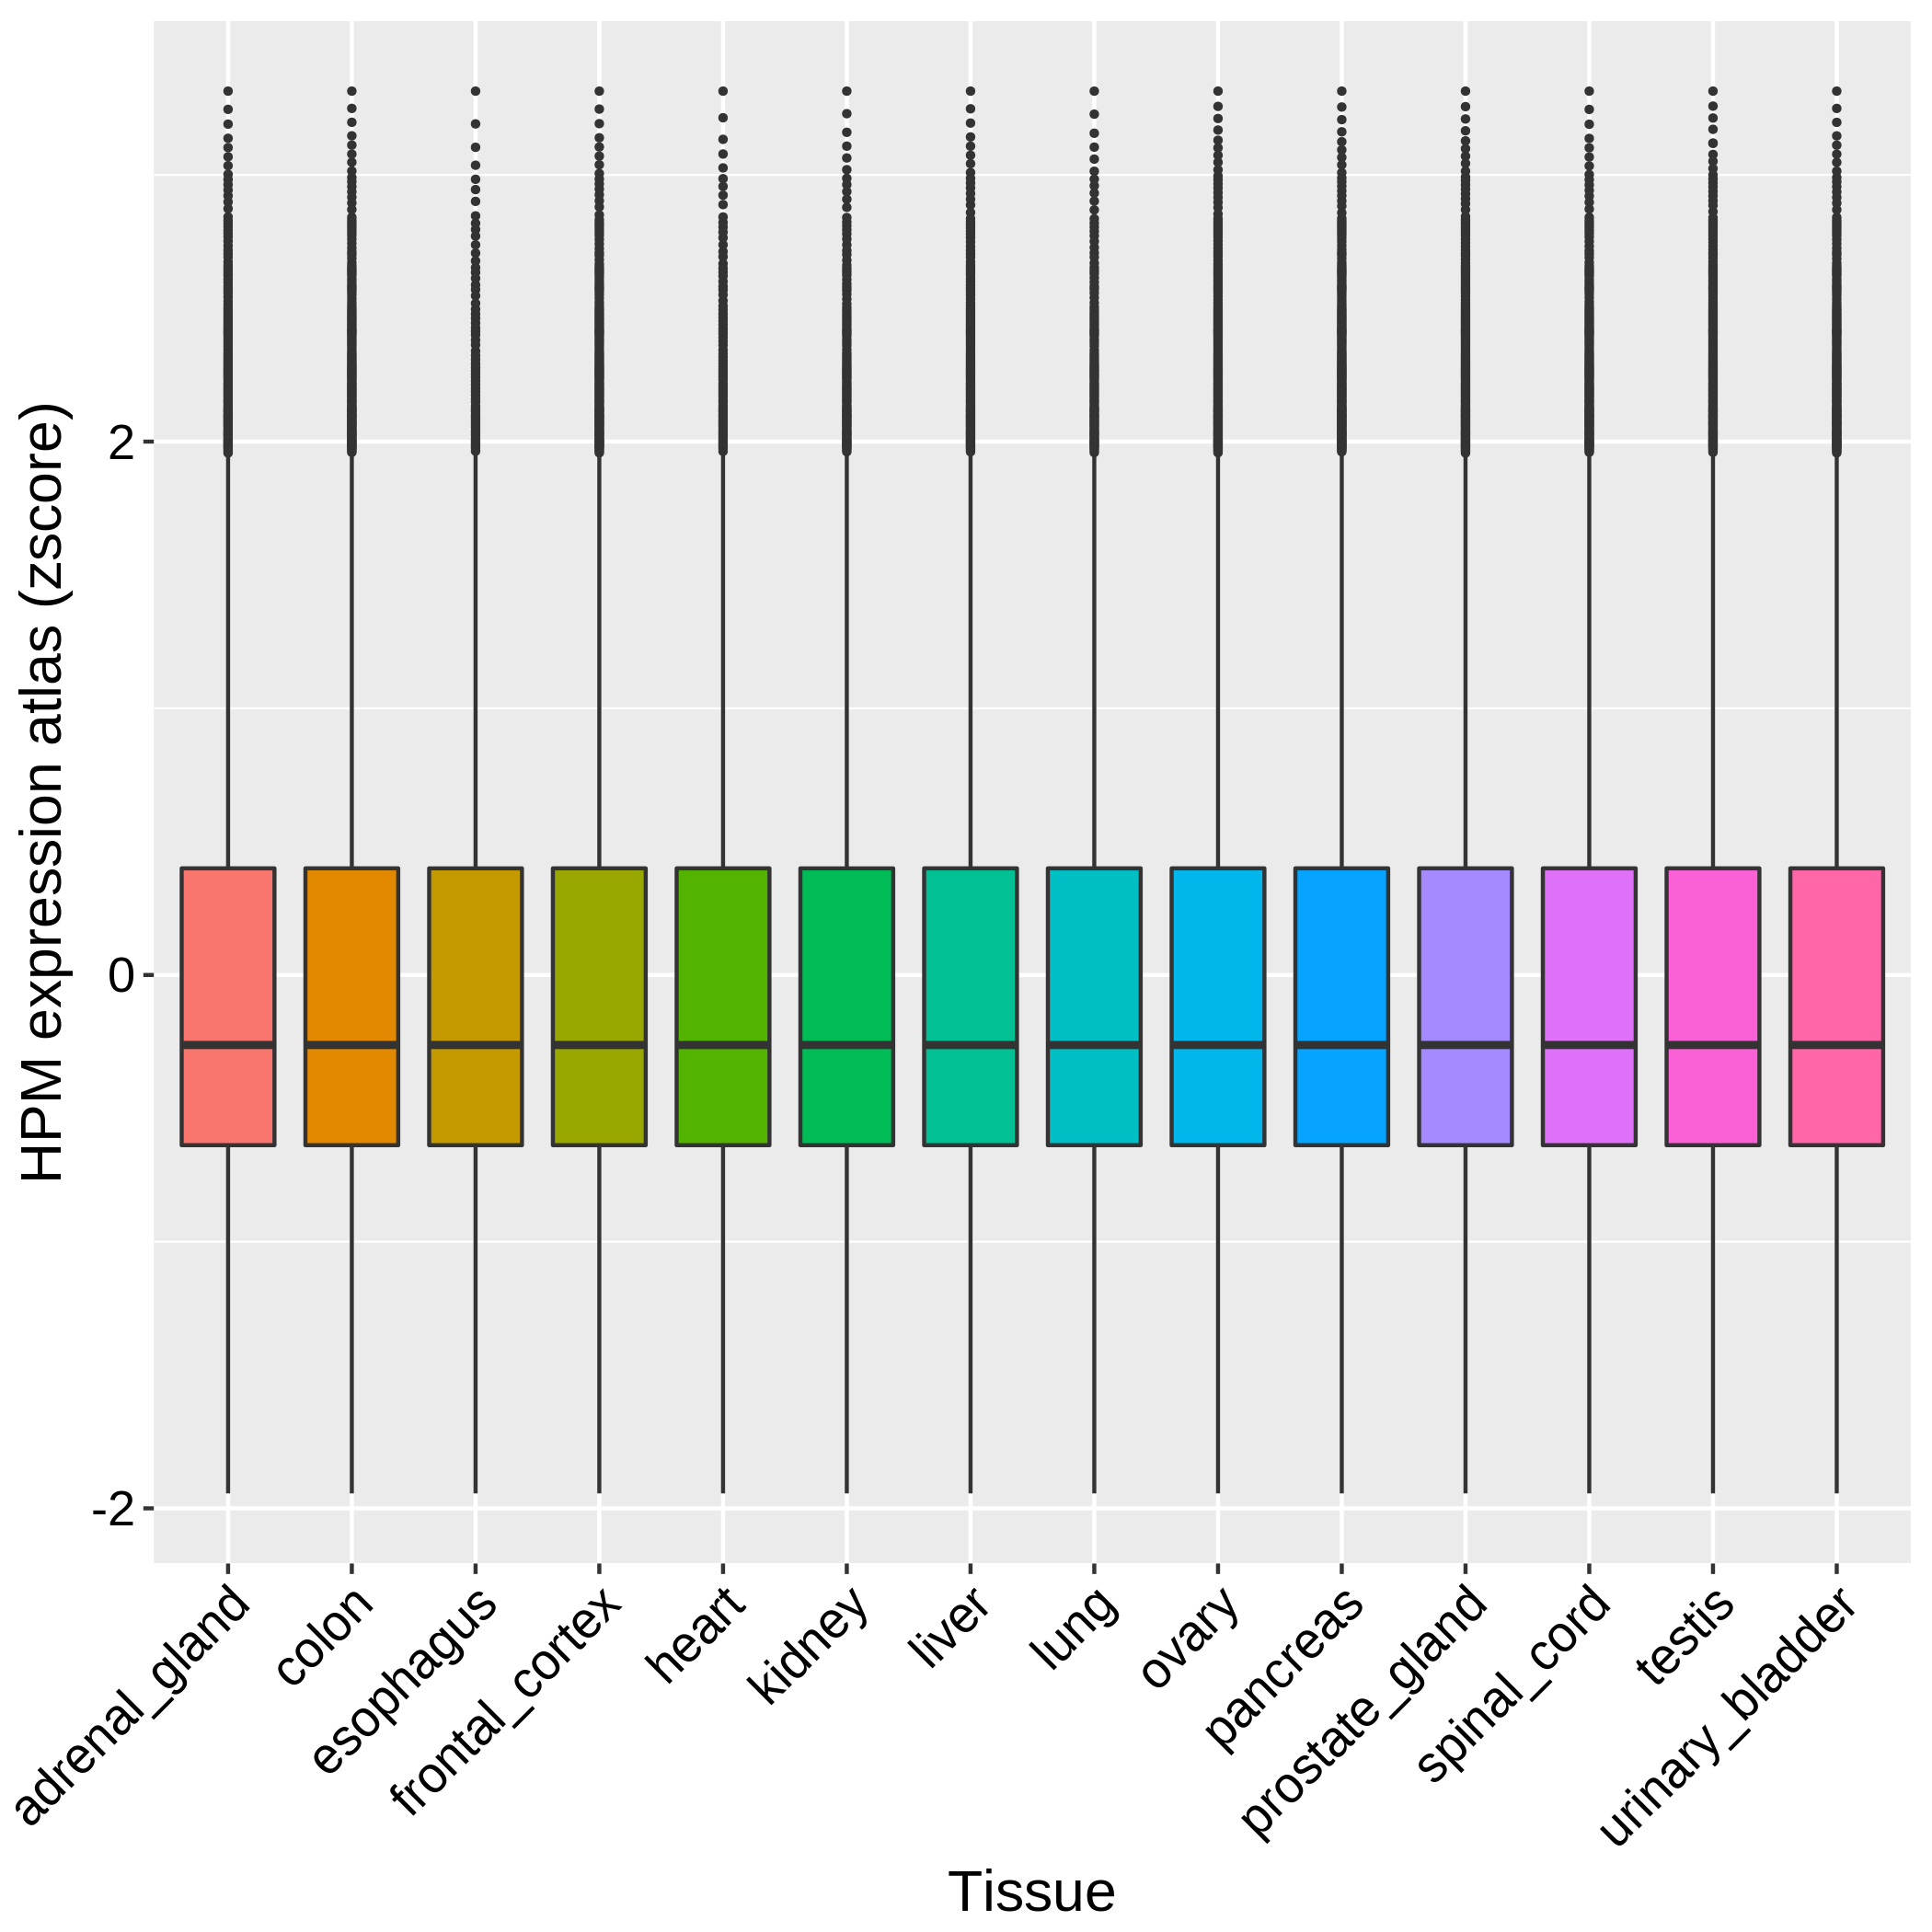 HPM expression atlas (zscore)
2
0
-2
adrenal_gland
colon
esophagus
frontal_cortex
heart
kidney
liver
lung
ovary
pancreas
prostate_gland
spinal_cord
testis
urinary_bladder
Tissue